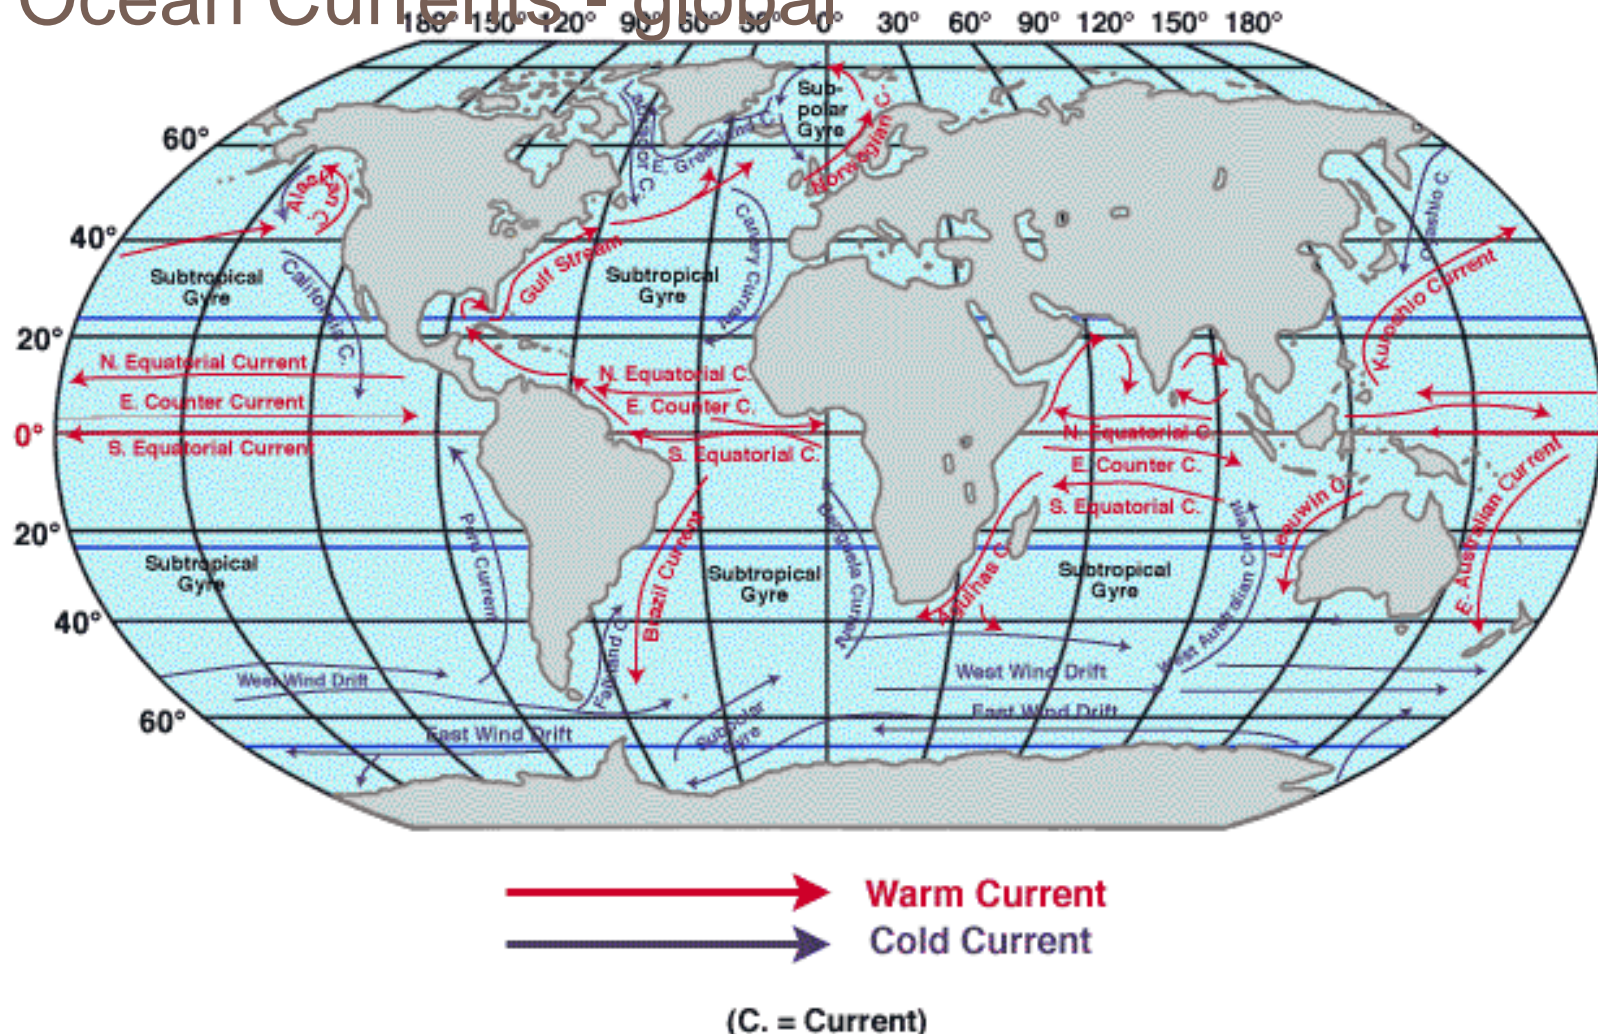 Ocean Currents - global
180° 150° 120° 90° 60° 30° 0° 30° 60° 90° 120° 150° 180°
60°
40°
20°
0°
20°
40°
60°
Sub-
polar
Gyre
Norwegian C.
Labrador C.
E. Greenland C.
Alaskan
C.
Oyashio C.
Subtropical
Gyre
California C.
Gulf Stream
Subtropical
Gyre
Canery Current
Kuroshio Current
N. Equatorial Current
E. Counter Current
S. Equatorial Current
N. Equatorial C.
E. Counter C.
S. Equatorial C.
N. Equatorial C.
E. Counter C.
S. Equatorial C.
Leeuwin C.
E. Australian Current
Subtropical
Gyre
Peru Current
Brazil Current
Subtropical
Gyre
Benguela Current
Agulhas C.
Subtropical
Gyre
West Australian Current
Falkland C.
West Wind Drift
West Wind Drift
East Wind Drift
East Wind Drift
Subpolar
Gyre
Warm Current
Cold Current
(C. = Current)